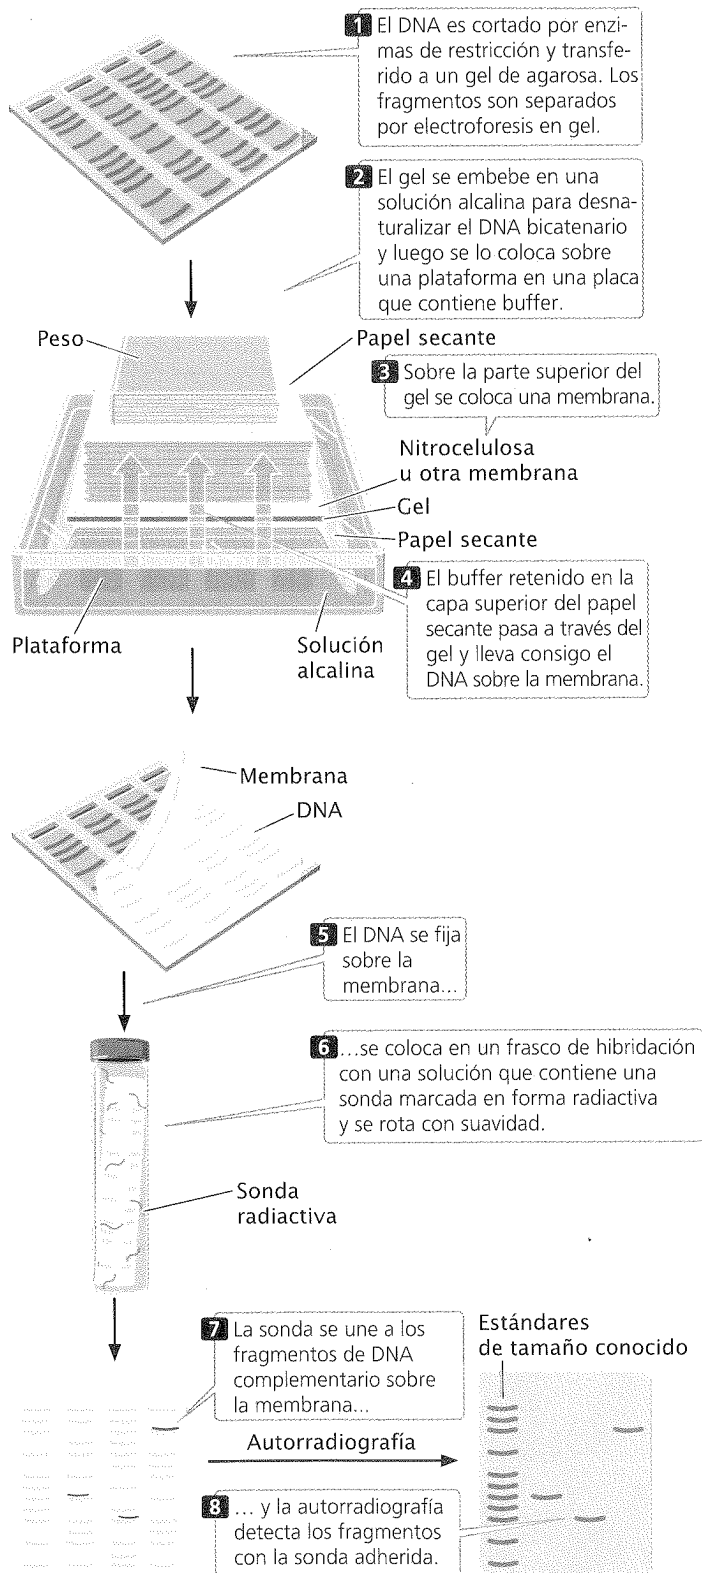 1 El DNA es cortado por enzi-
mas de restricción y transfe-
rido a un gel de agarosa. Los
fragmentos son separados
por electroforesis en gel.
2 El gel se embebe en una
solución alcalina para desna-
turalizar el DNA bicatenario
y luego se lo coloca sobre
una plataforma en una placa
que contiene buffer.
Peso
Papel secante
3 Sobre la parte superior del
gel se coloca una membrana.
Nitrocelulosa
u otra membrana
Gel
Papel secante
4 El buffer retenido en la
capa superior del papel
secante pasa a través del
gel y lleva consigo el
DNA sobre la membrana.
Plataforma
Solución
alcalina
Membrana
DNA
5 El DNA se fija
sobre la
membrana...
6 ...se coloca en un frasco de hibridación
con una solución que contiene una
sonda marcada en forma radiactiva
y se rota con suavidad.
Sonda
radiactiva
7 La sonda se une a los
fragmentos de DNA
complementario sobre
la membrana...
Estándares
de tamaño conocido
Autorradiografía
8 ... y la autorradiografía
detecta los fragmentos
con la sonda adherida.